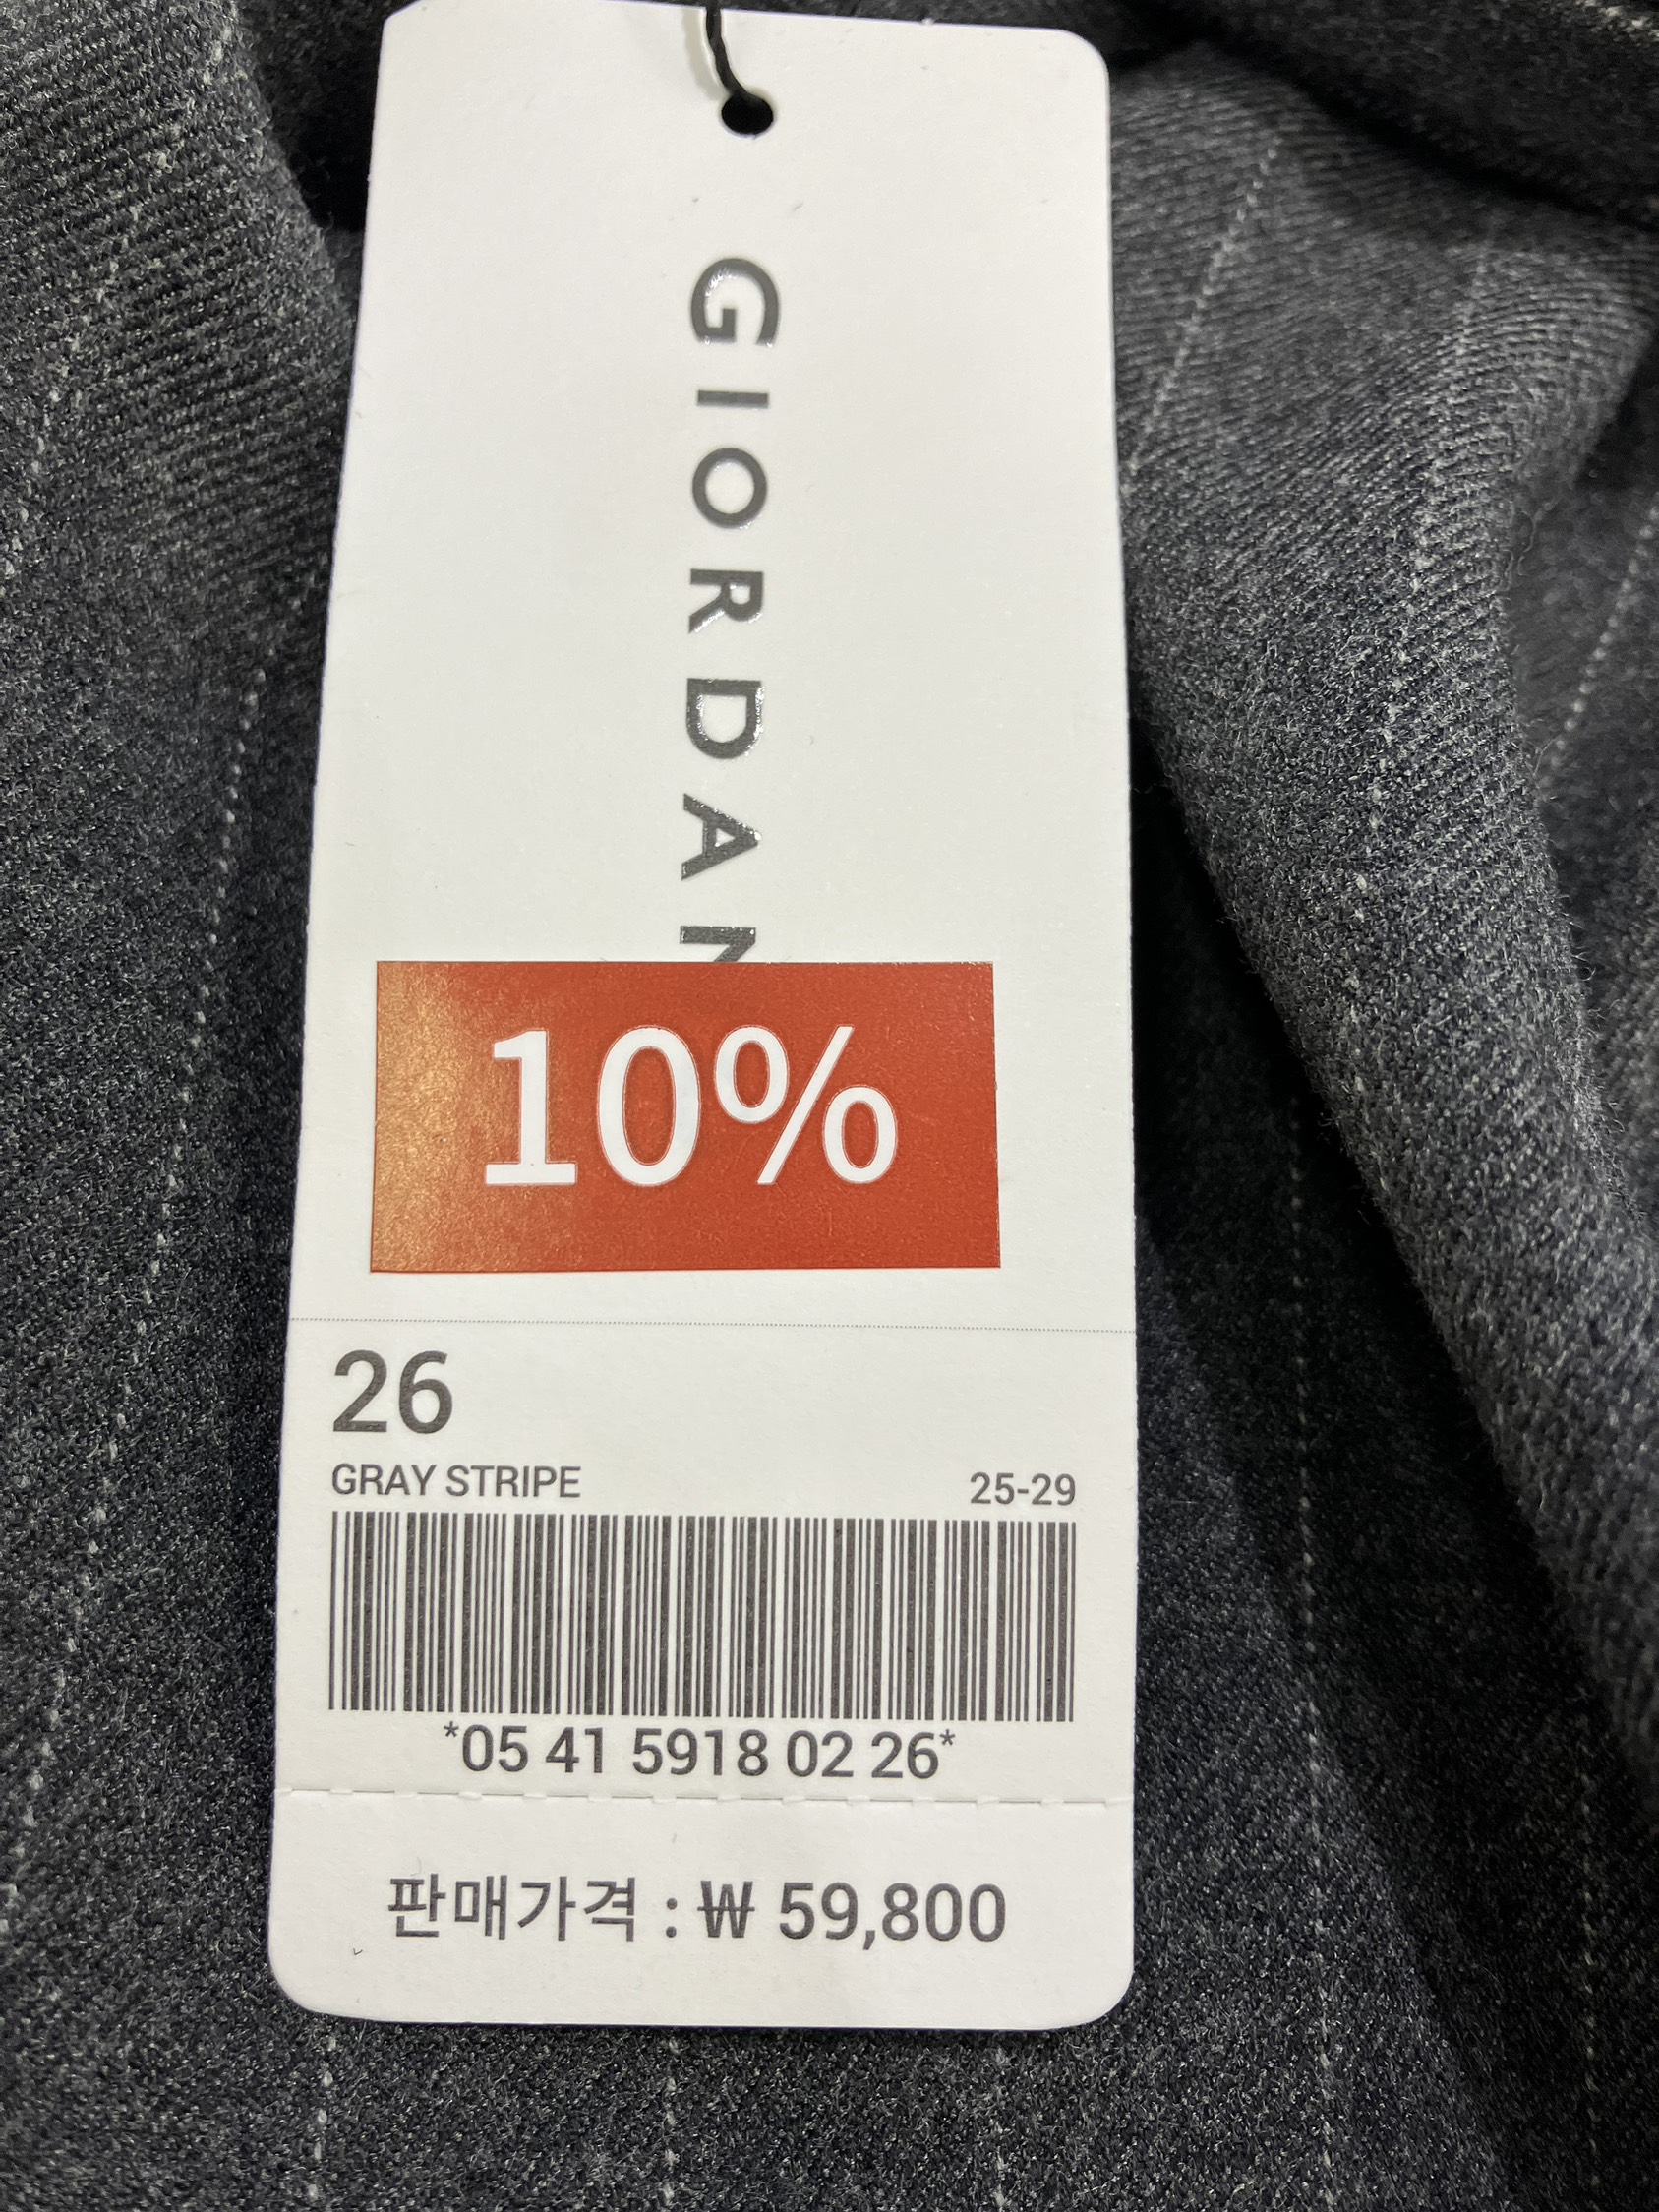 GIORDAN
10%
26
GRAY STRIPE 25-29
*05 41 5918 02 26*
판매가격 : ₩ 59,800